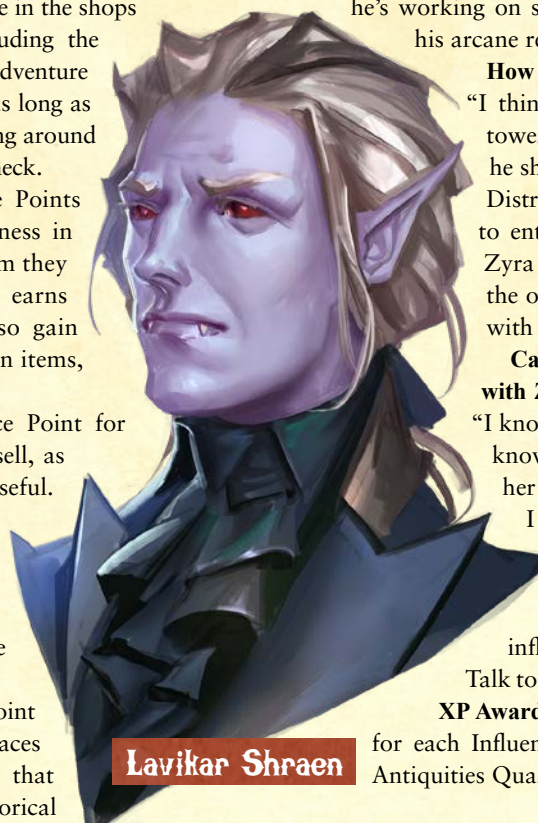 e in the shops
uding the
dventure
s long as
ng around
heck.
e Points
ness in
m they
earns
so gain
n items,
ce Point for
sell, as
seful.
e
oint
aces
that
orical
Lavikar Shraen
he's working on s
his arcane re
How
“I thin
towe
he sh
Distr
to ent
Zyra
the o
with
Ca
with Z
“I kno
know
her
I
infl
Talk to
XP Award
for each Influen
Antiquities Qua